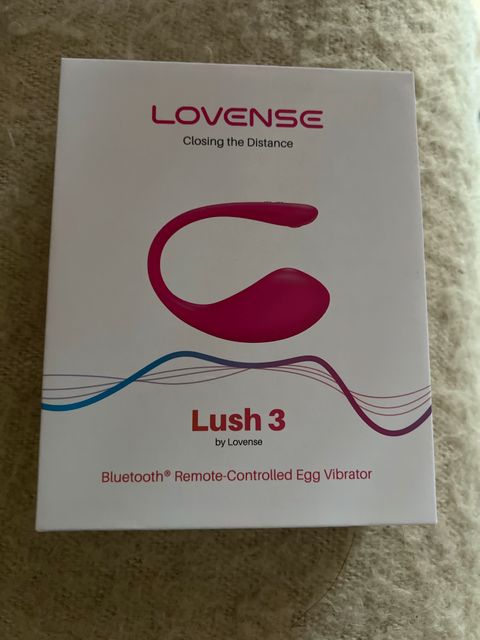 LOVENSE
Closing the Distance
Lush 3
by Lovense
Bluetooth® Remote-Controlled Egg Vibrator